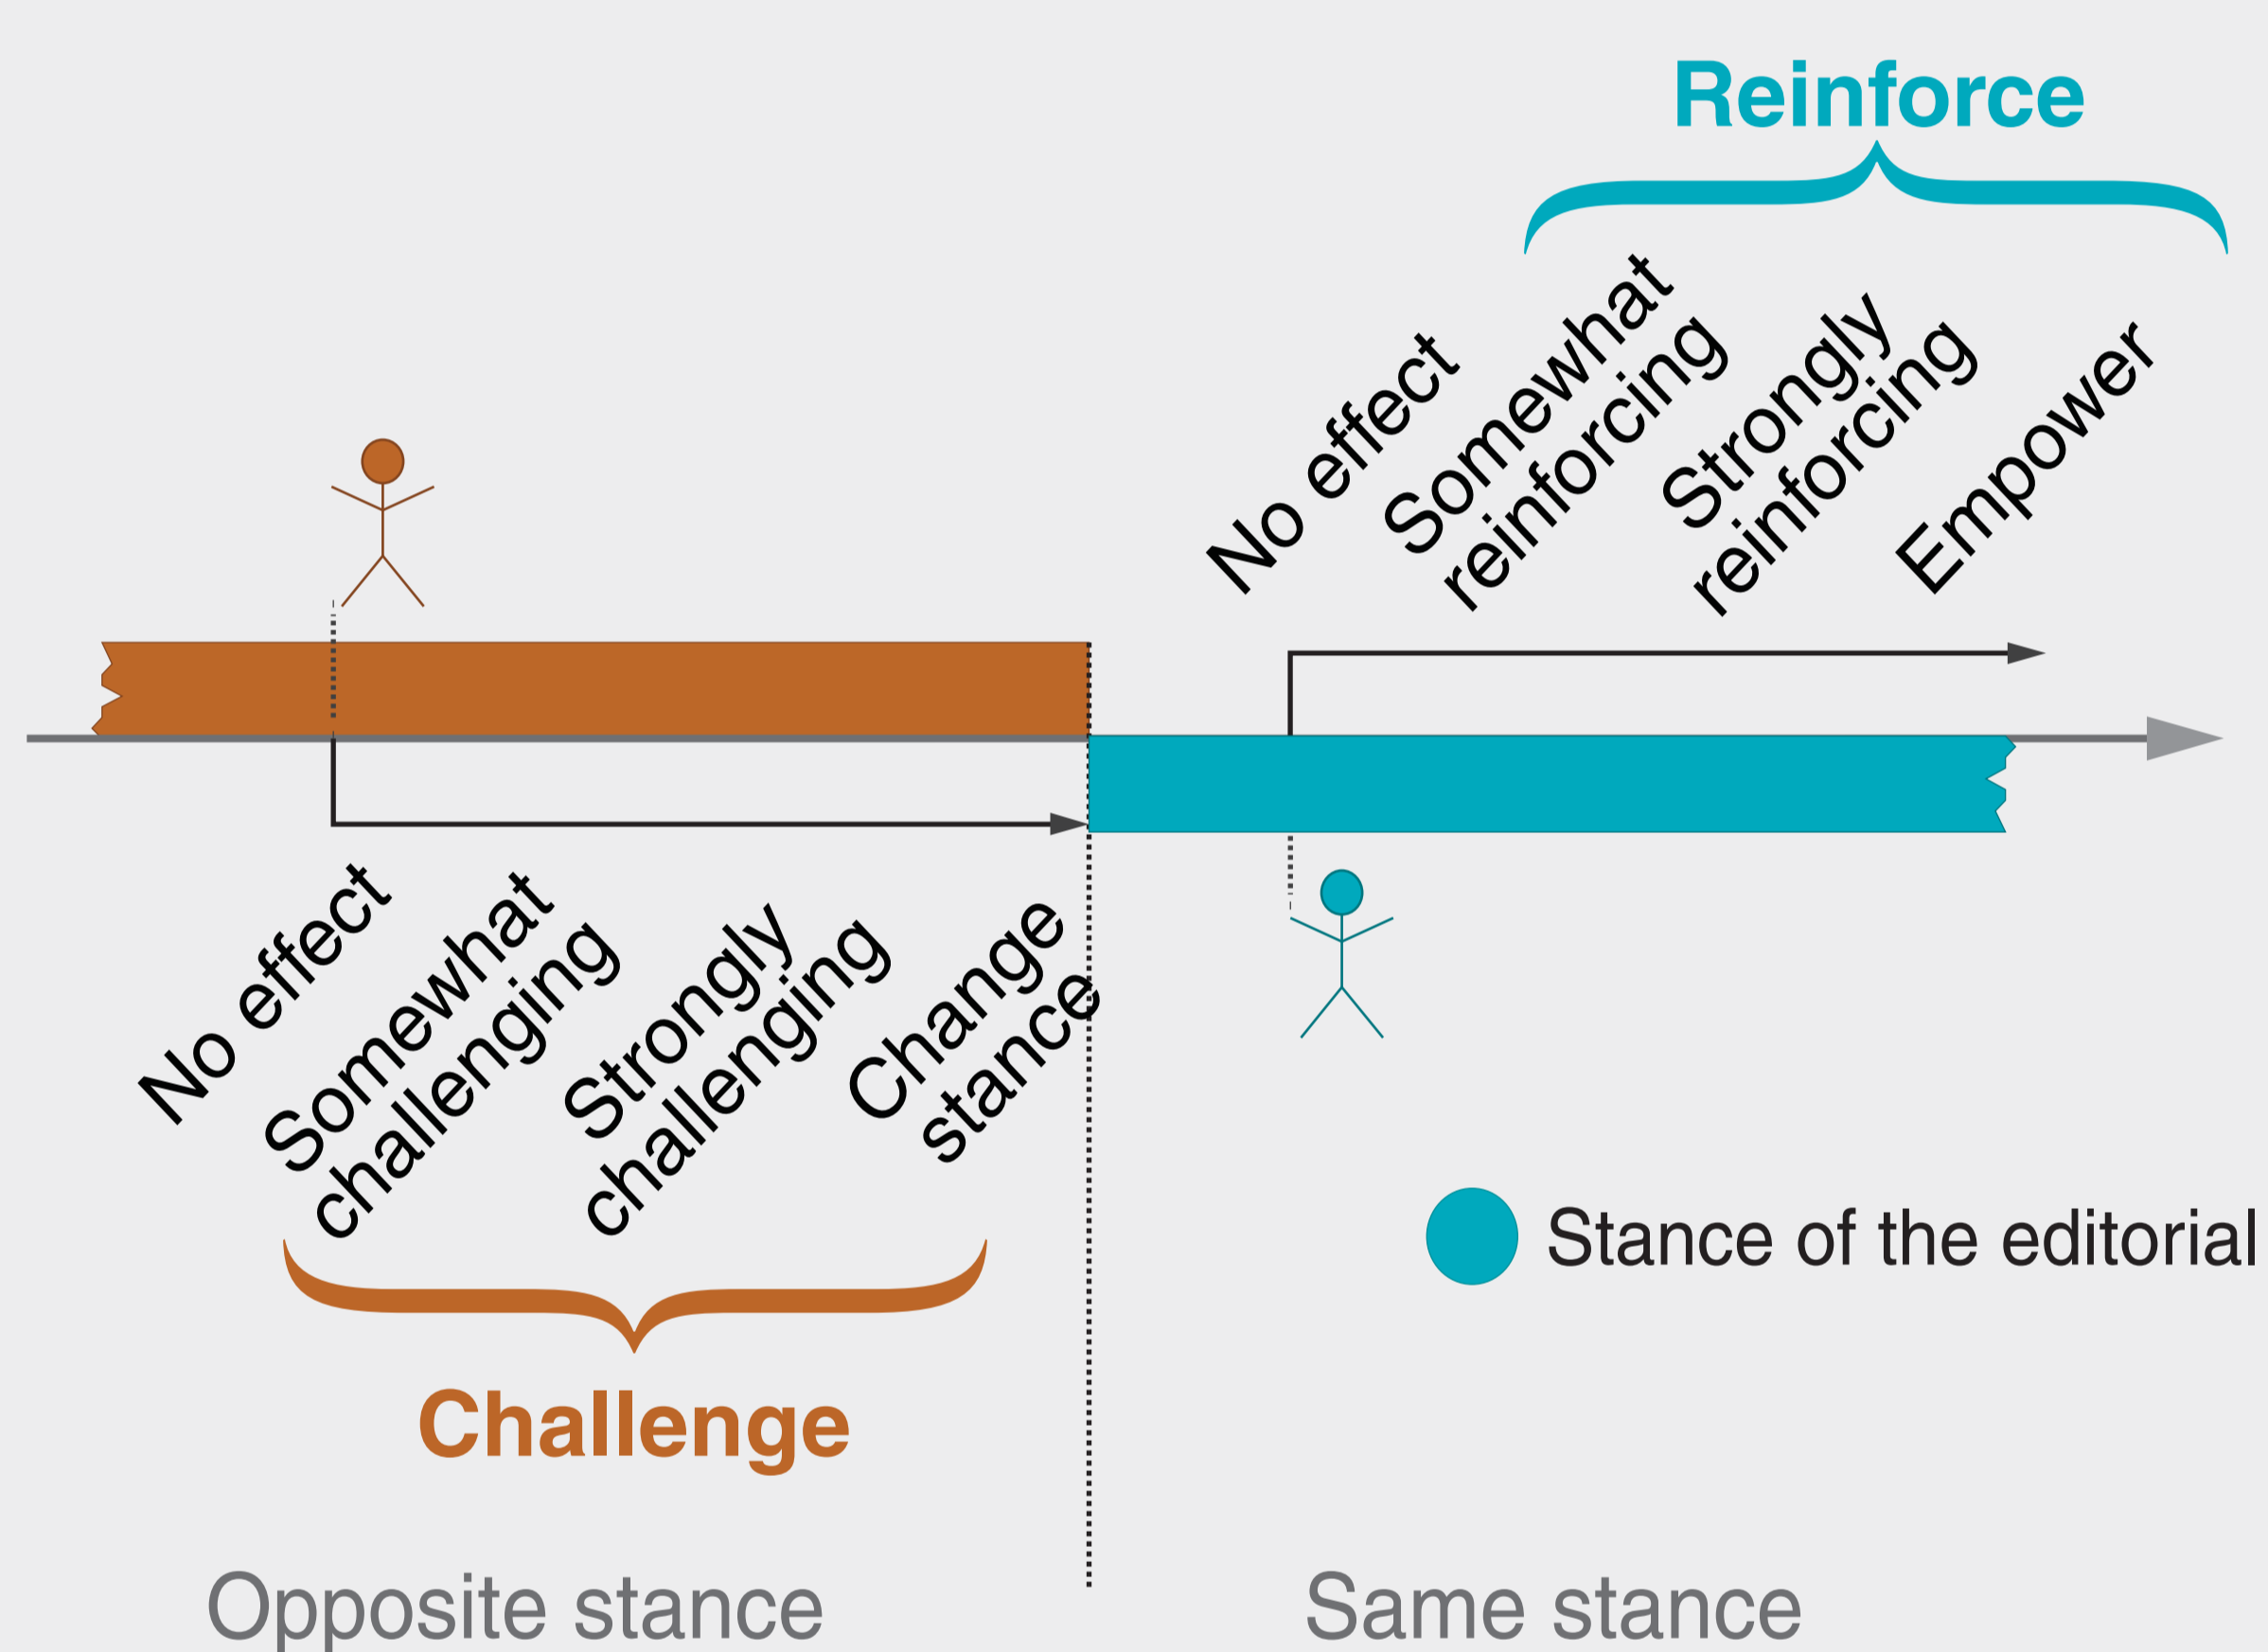 Reinforce
No effect
Somewhat
reinforcing
Strongly
reinforcing
Empower
No effect
Somewhat
challenging
Strongly
challenging
Change
stance
Stance of the editorial
Challenge
Opposite stance
Same stance